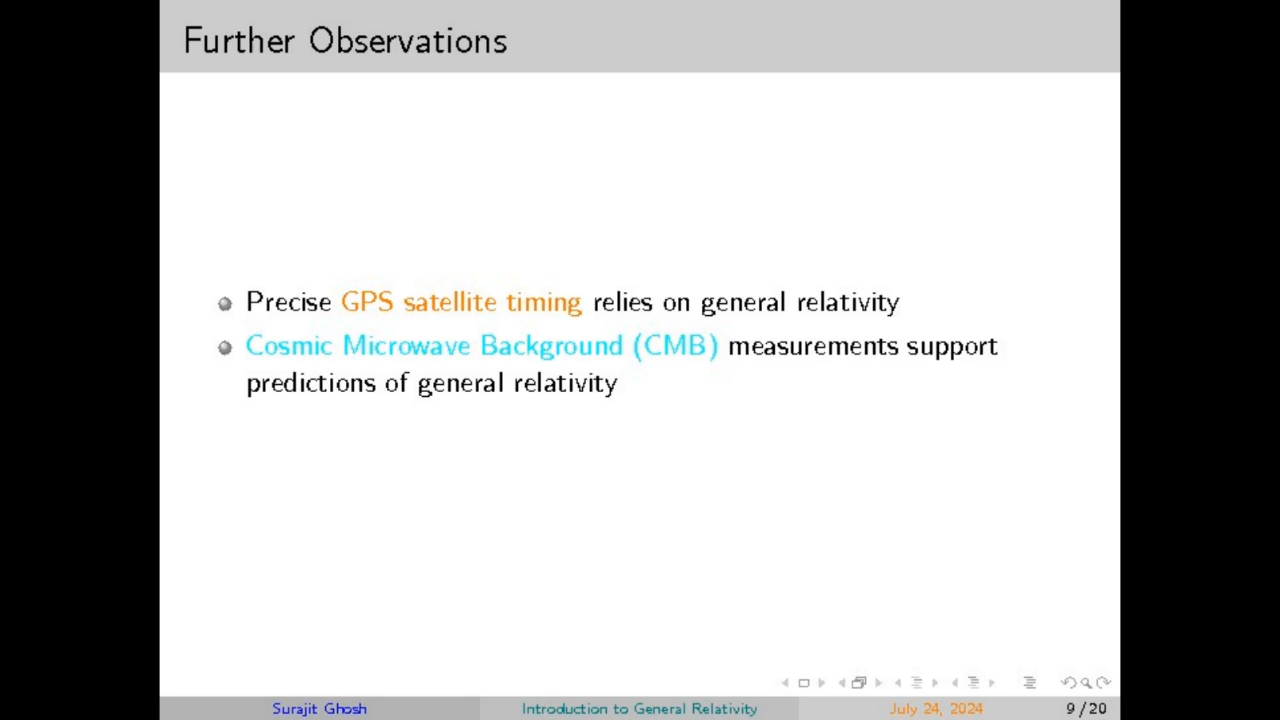 Further Observations
Precise GPS satellite timing relies on general relativity
Cosmic Microwave Background (CMB) measurements support
predictions of general relativity
Surajit Ghosh
Introduction to General Relativity
July 24, 2024
9 / 20